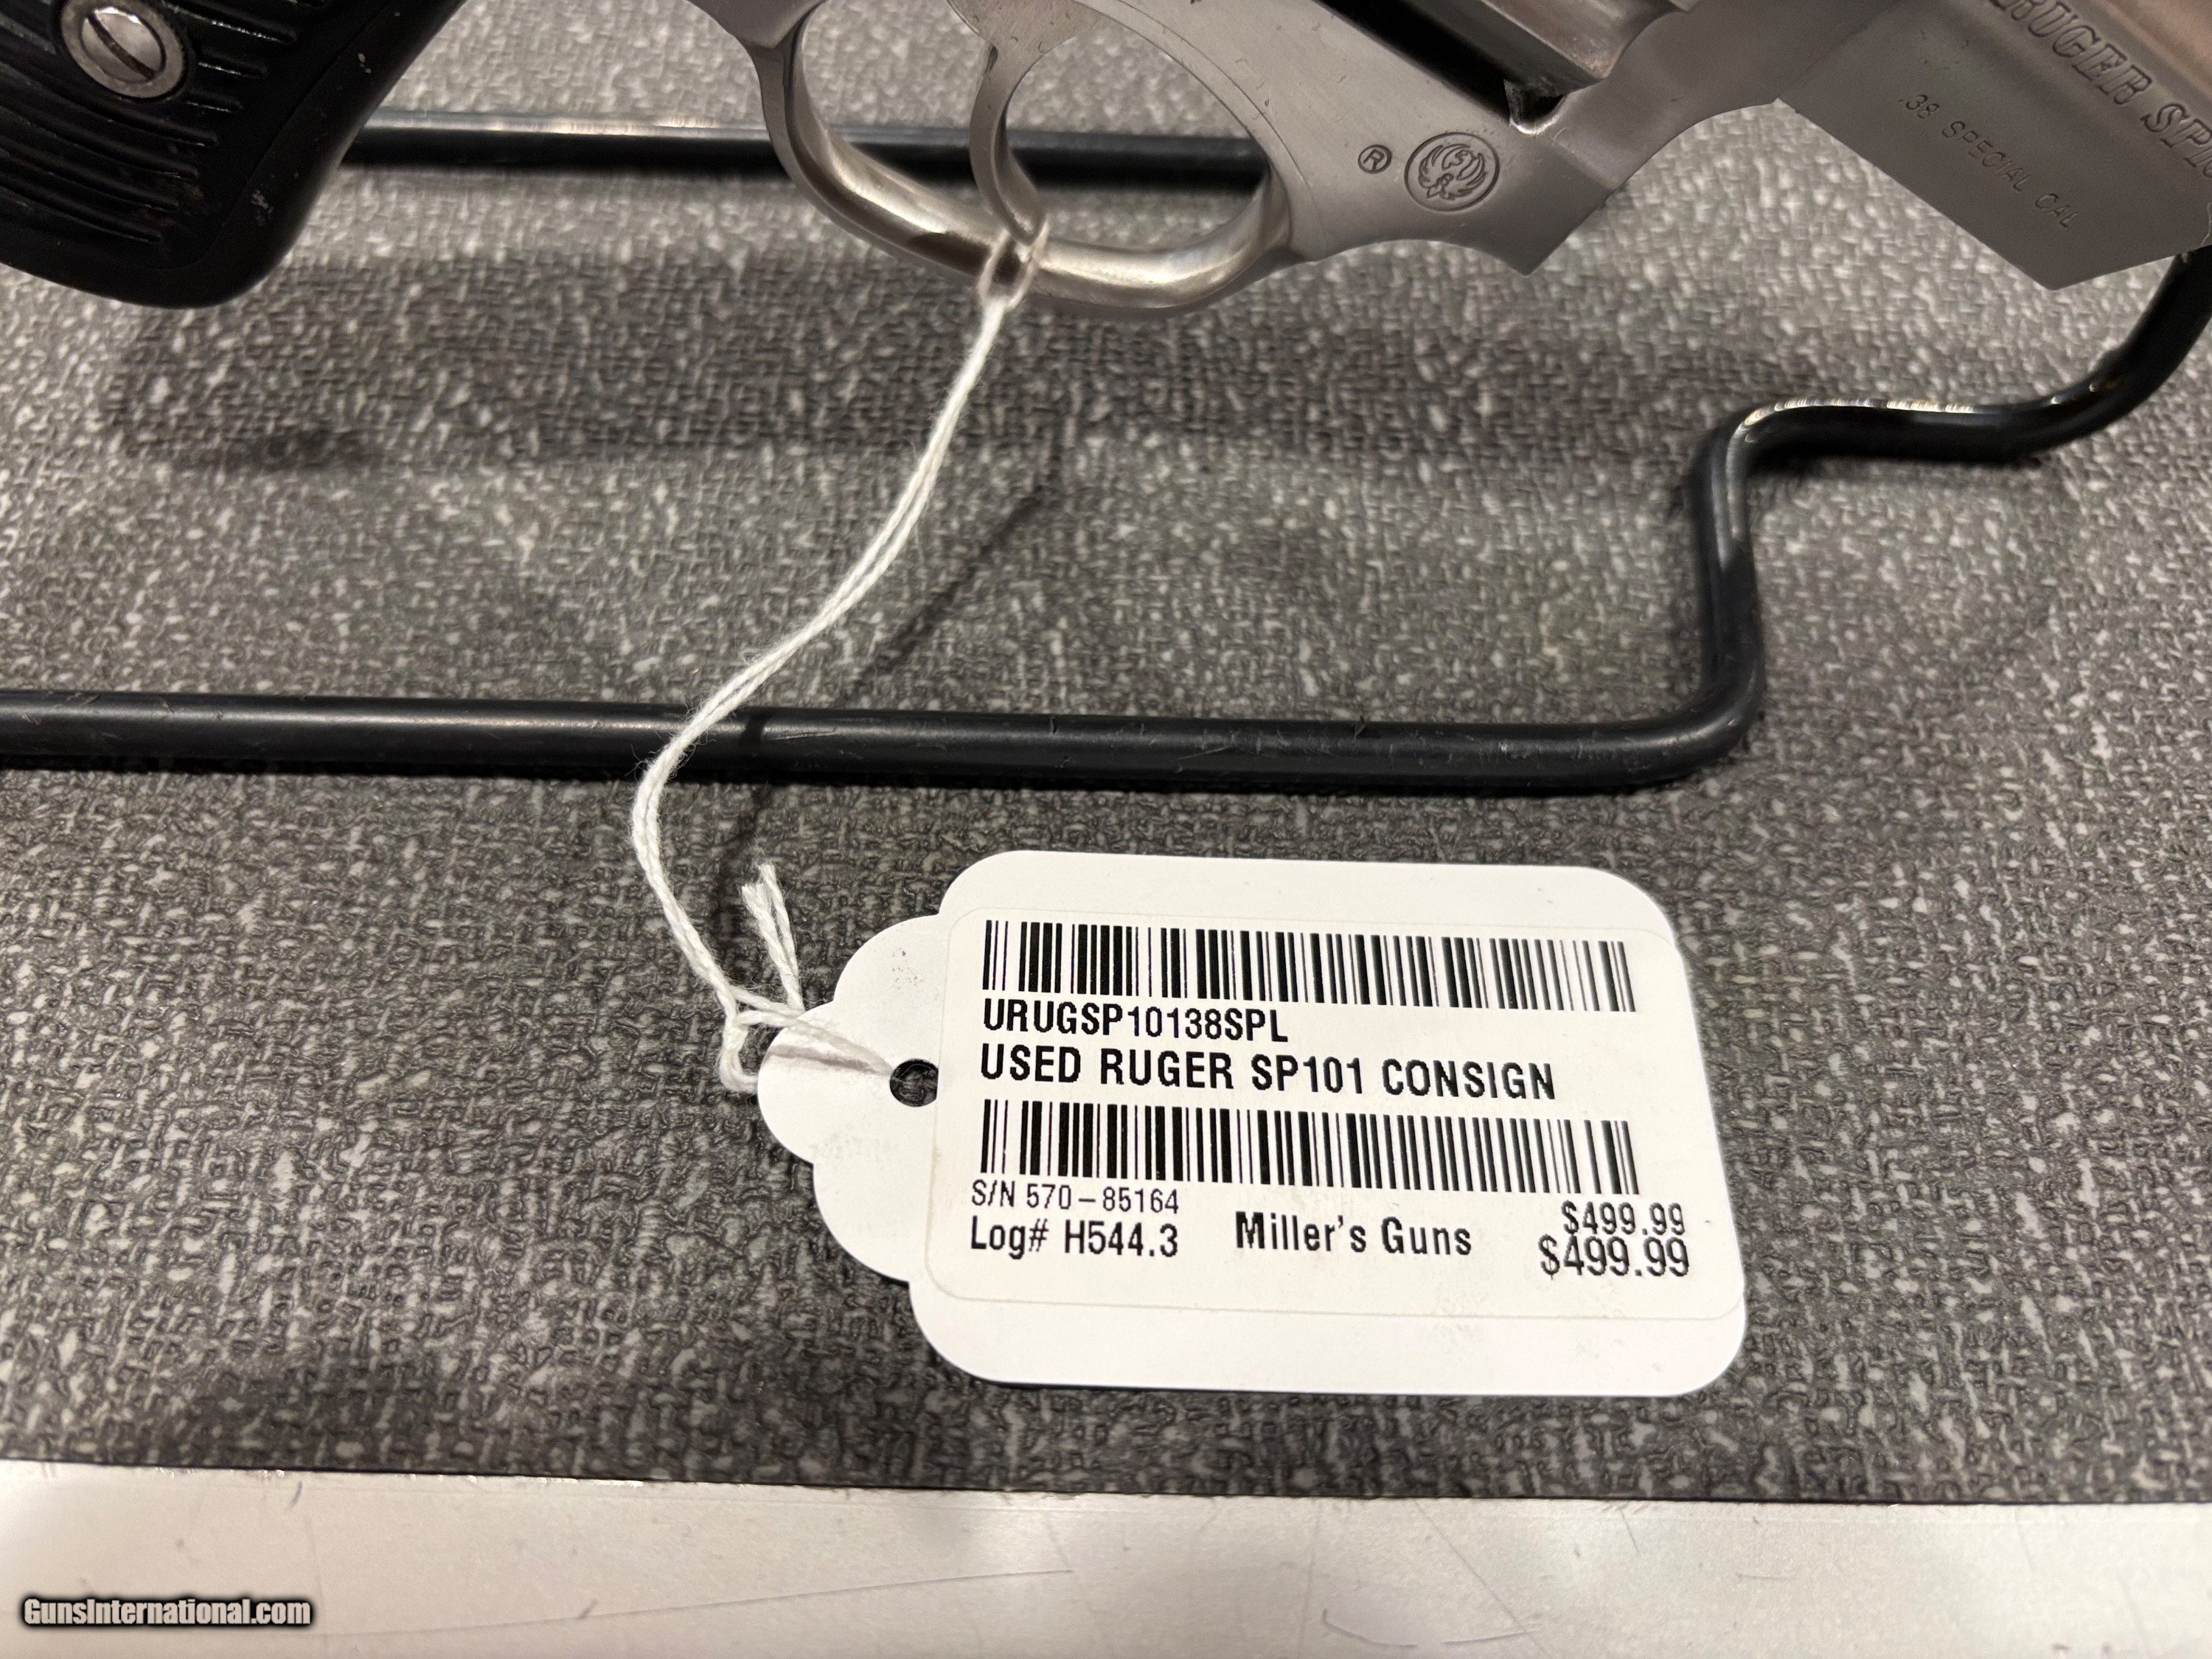 RUGER SP101
.38 SPECIAL CAL
®
URUGSP10138SPL
USED RUGER SP101 CONSIGN
S/N 570-85164
Log# H544.3
Miller's Guns
$499.99
$499.99
GunsInternational.com